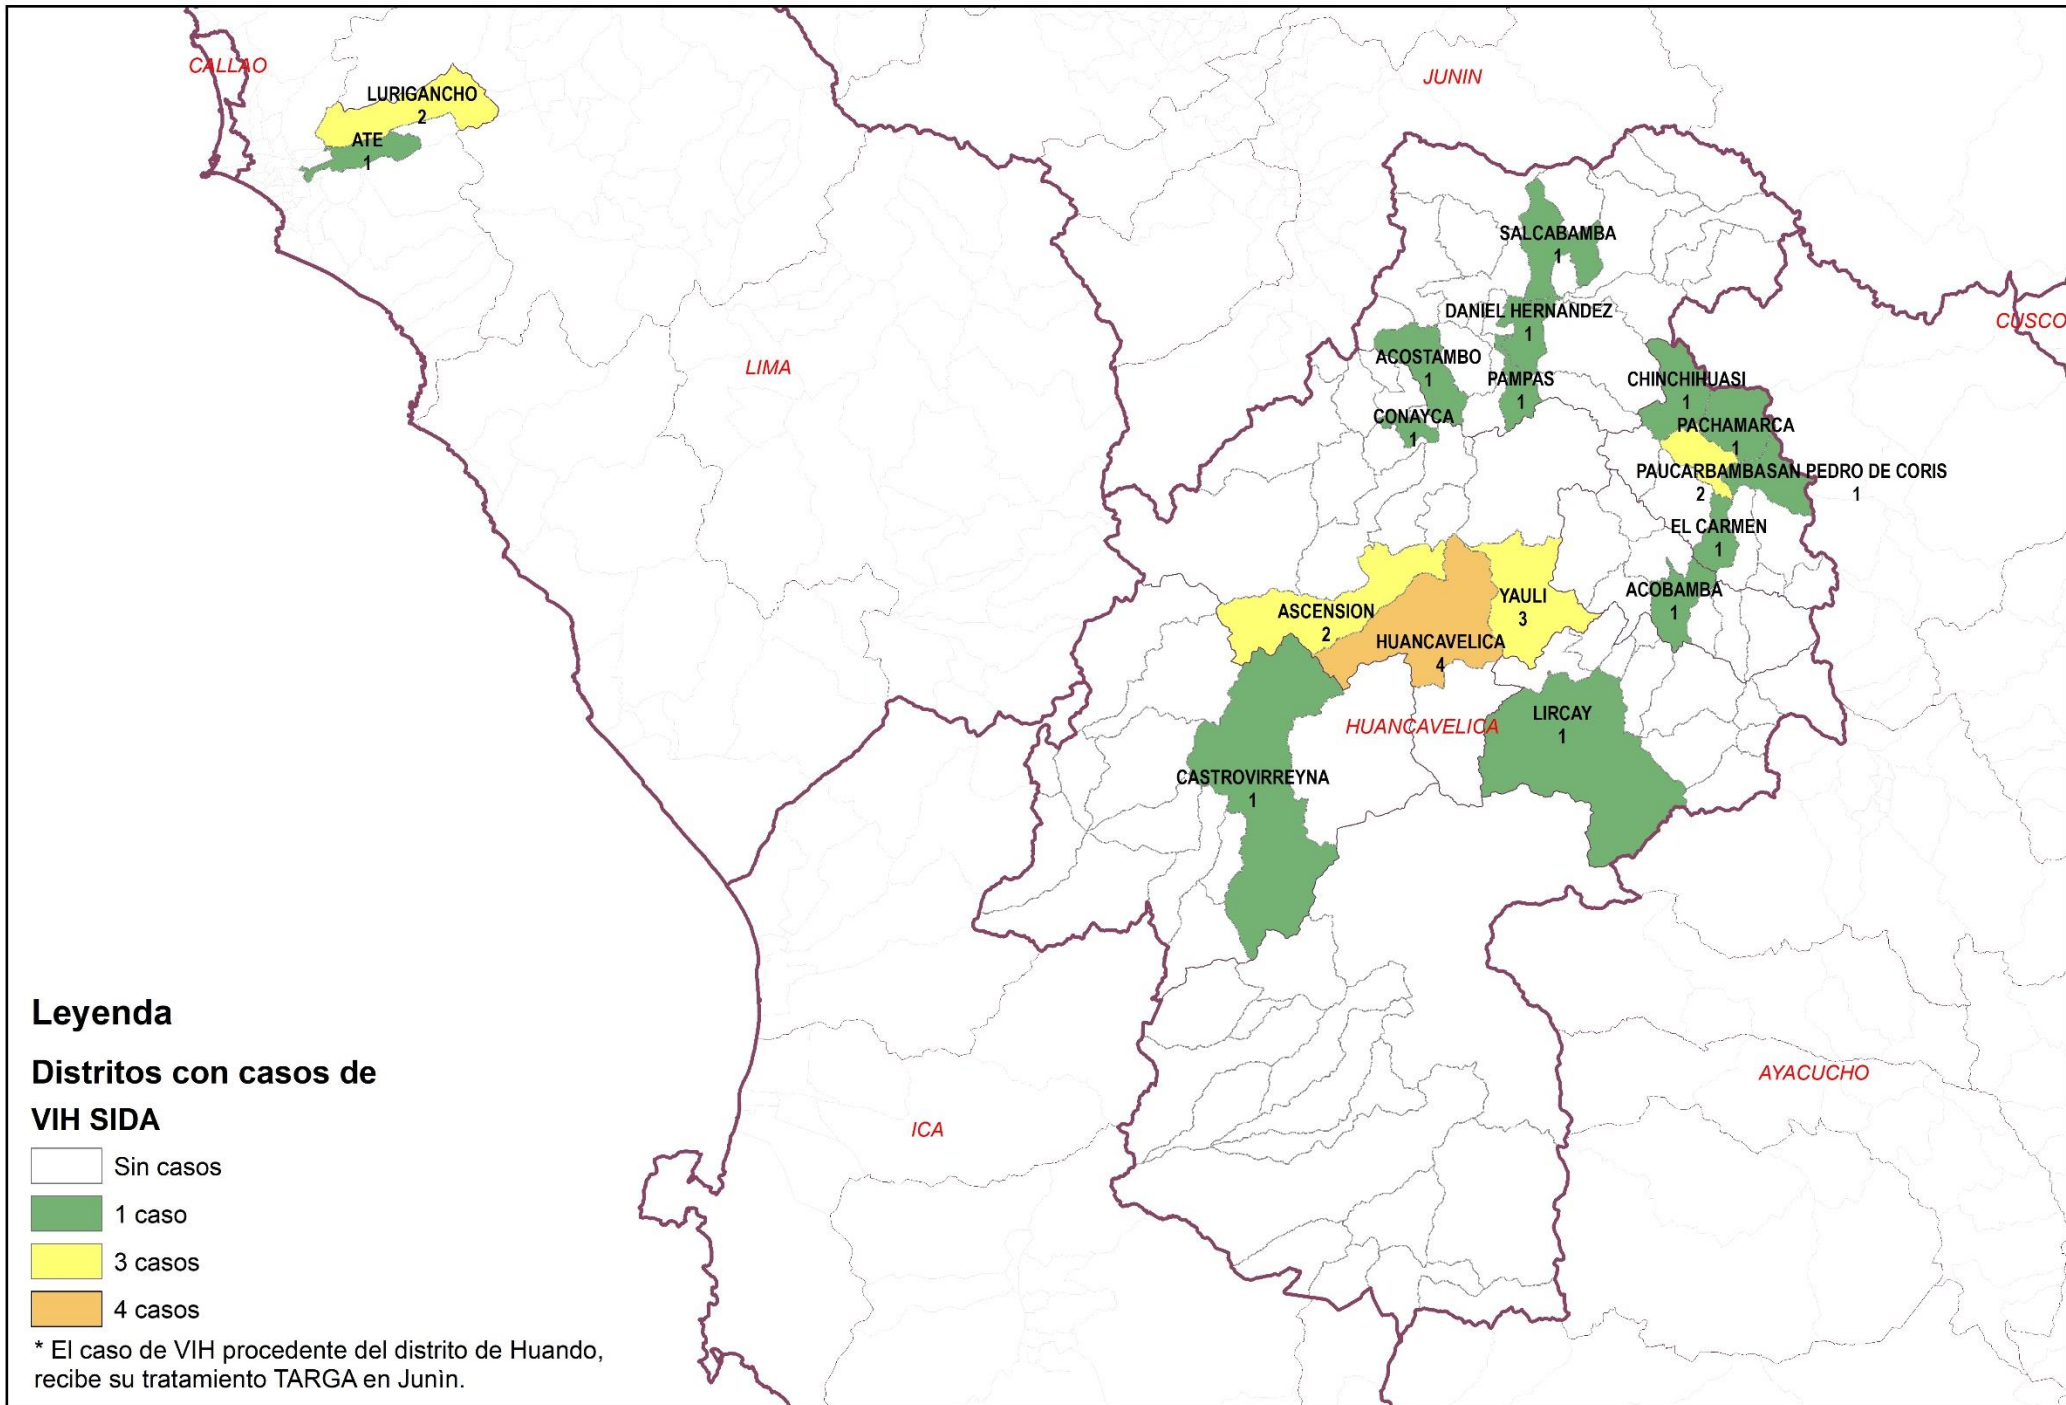 CALLAO
JUNIN
LURIGANCHO
2
ATE
1
SALCABAMBA
1
DANIEL HERNANDEZ
1
CUSCO
LIMA
ACOSTAMBO
1
PAMPAS
1
CHINCHIHUASI
1
CONAYCA
1
PACHAMARCA
1
PAUCARBAMBA
2
SAN PEDRO DE CORIS
1
EL CARMEN
1
ACOBAMBA
1
YAULI
3
ASCENSION
2
HUANCAVELICA
4
LIRCAY
1
HUANCAVELICA
CASTROVIRREYNA
1
AYACUCHO
ICA
Leyenda
Distritos con casos de
VIH SIDA
Sin casos
1 caso
3 casos
4 casos
* El caso de VIH procedente del distrito de Huando,
recibe su tratamiento TARGA en Junìn.